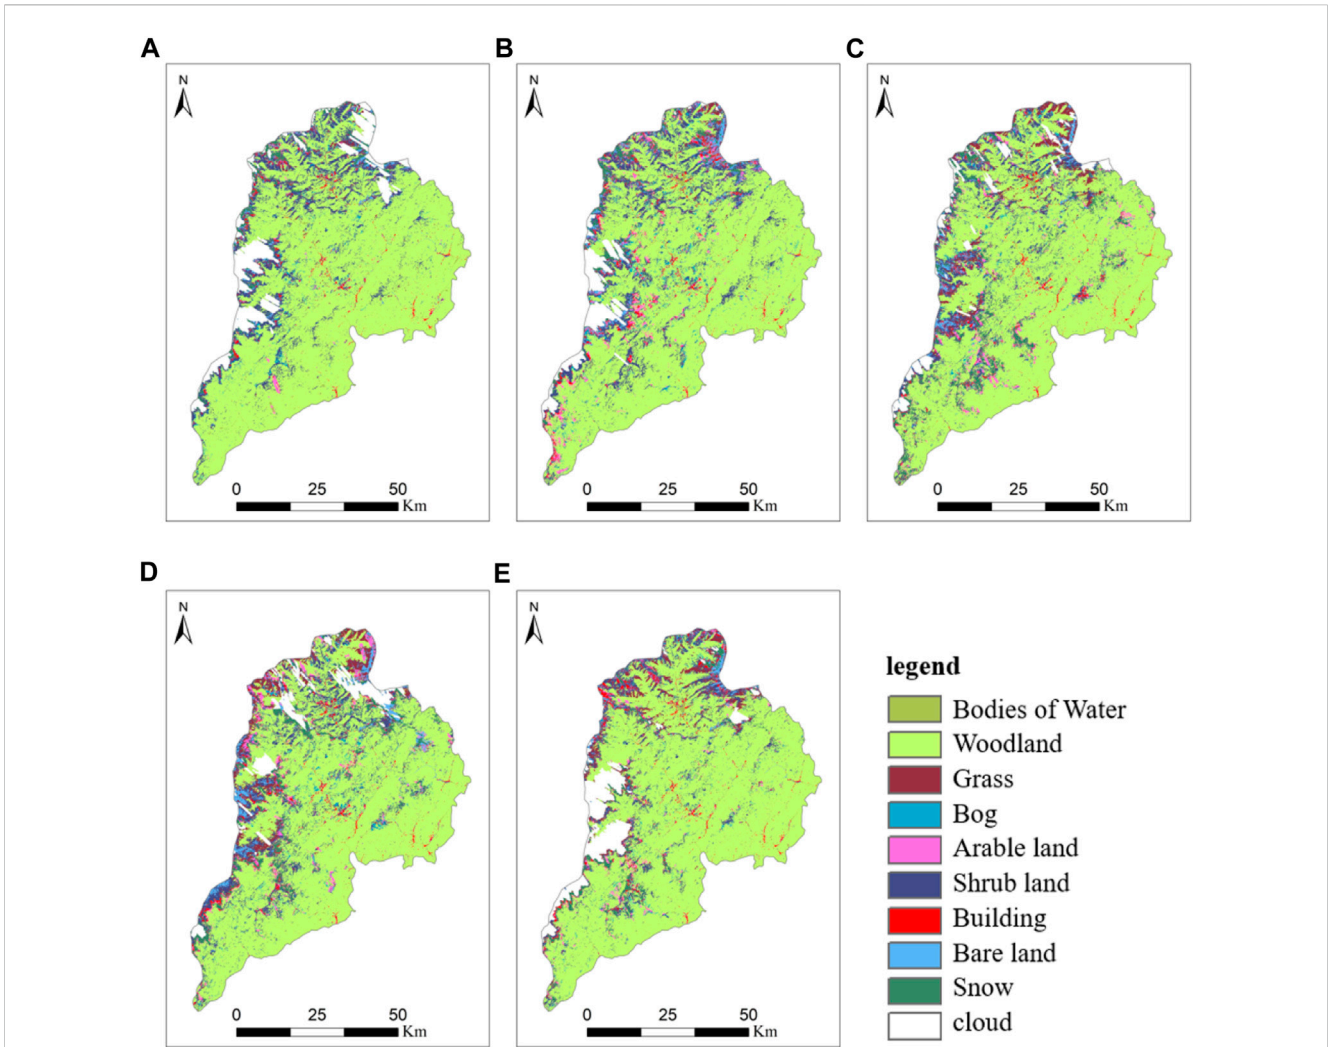 A
B
C
N
N
N
0 25 50
Km
0 25 50
Km
0 25 50
Km
D
E
N
N
0 25 50
Km
0 25 50
Km
legend
Bodies of Water
Woodland
Grass
Bog
Arable land
Shrub land
Building
Bare land
Snow
cloud